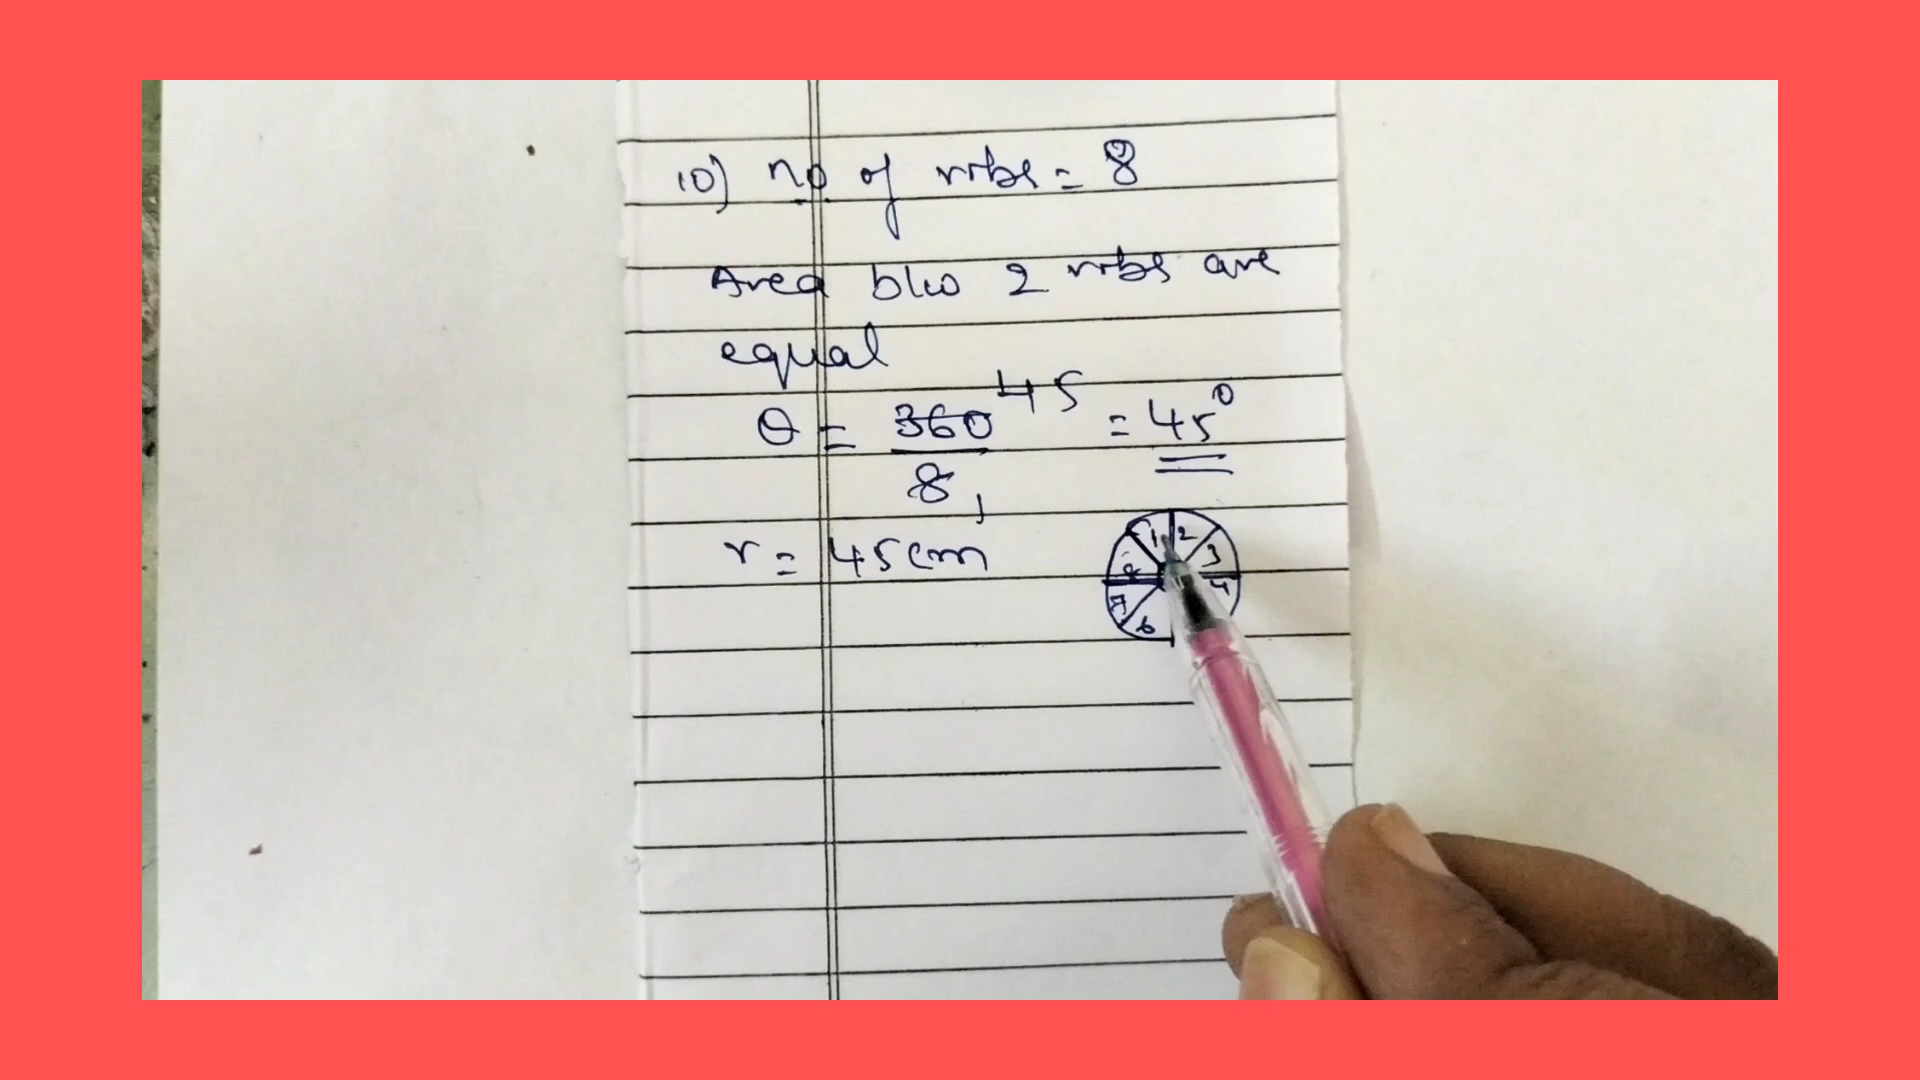 10) no of ribs = 8
Area b/w 2 ribs are
equal
θ = 360/8 45 = 45°
r = 45cm
1 2
8 3
7 4
6